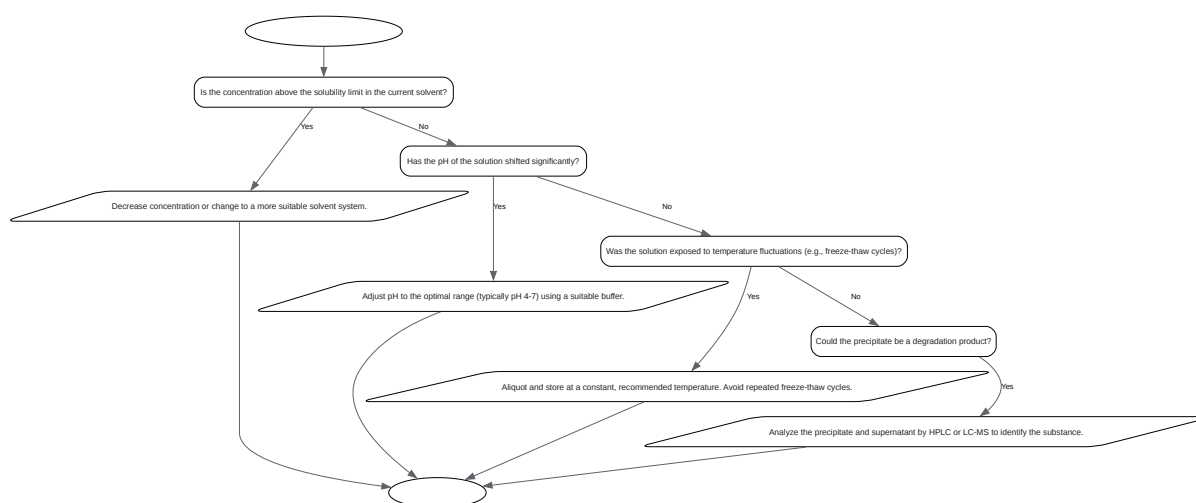 Is the concentration above the solubility limit in the current solvent?
Yes
No
Has the pH of the solution shifted significantly?
Decrease concentration or change to a more suitable solvent system.
Yes
No
Was the solution exposed to temperature fluctuations (e.g., freeze-thaw cycles)?
Adjust pH to the optimal range (typically pH 4-7) using a suitable buffer.
Yes
No
Could the precipitate be a degradation product?
Aliquot and store at a constant, recommended temperature. Avoid repeated freeze-thaw cycles.
Yes
Analyze the precipitate and supernatant by HPLC or LC-MS to identify the substance.